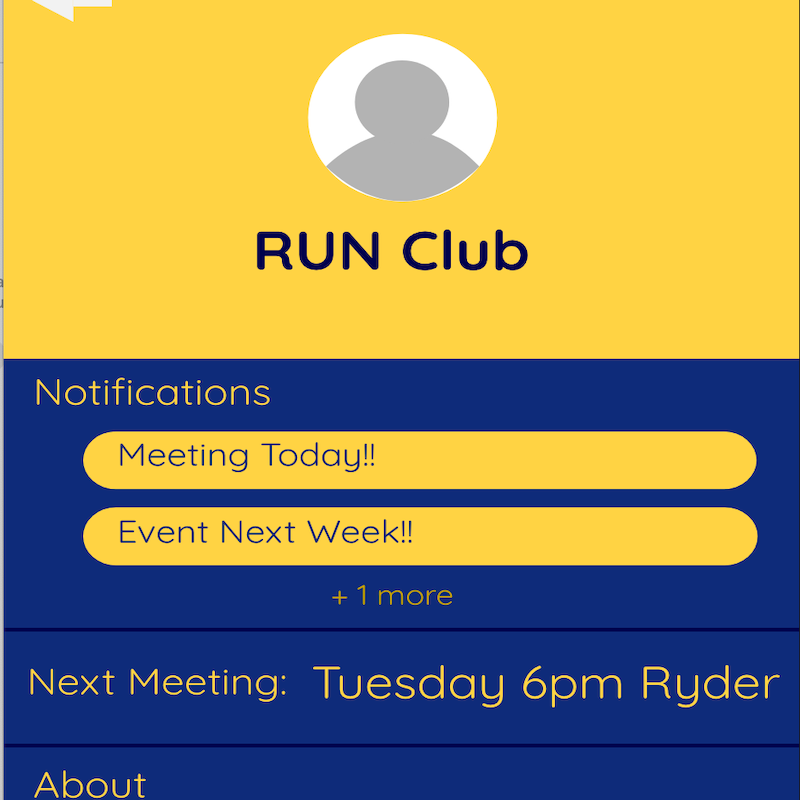 RUN Club
Notifications
Meeting Today!!
Event Next Week!!
+ 1 more
Next Meeting: Tuesday 6pm Ryder
About